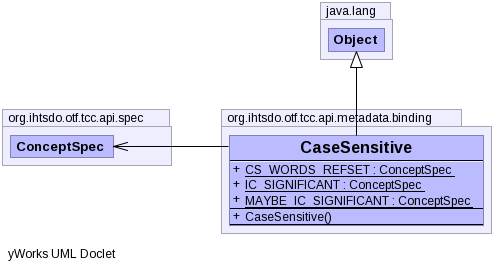 java.lang
Object
org.ihtsdo.otf.tcc.api.spec
ConceptSpec
org.ihtsdo.otf.tcc.api.metadata.binding
CaseSensitive
+ CS_WORDS_REFSET : ConceptSpec
+ IC_SIGNIFICANT : ConceptSpec
+ MAYBE_IC_SIGNIFICANT : ConceptSpec
+ CaseSensitive()
yWorks UML Doclet